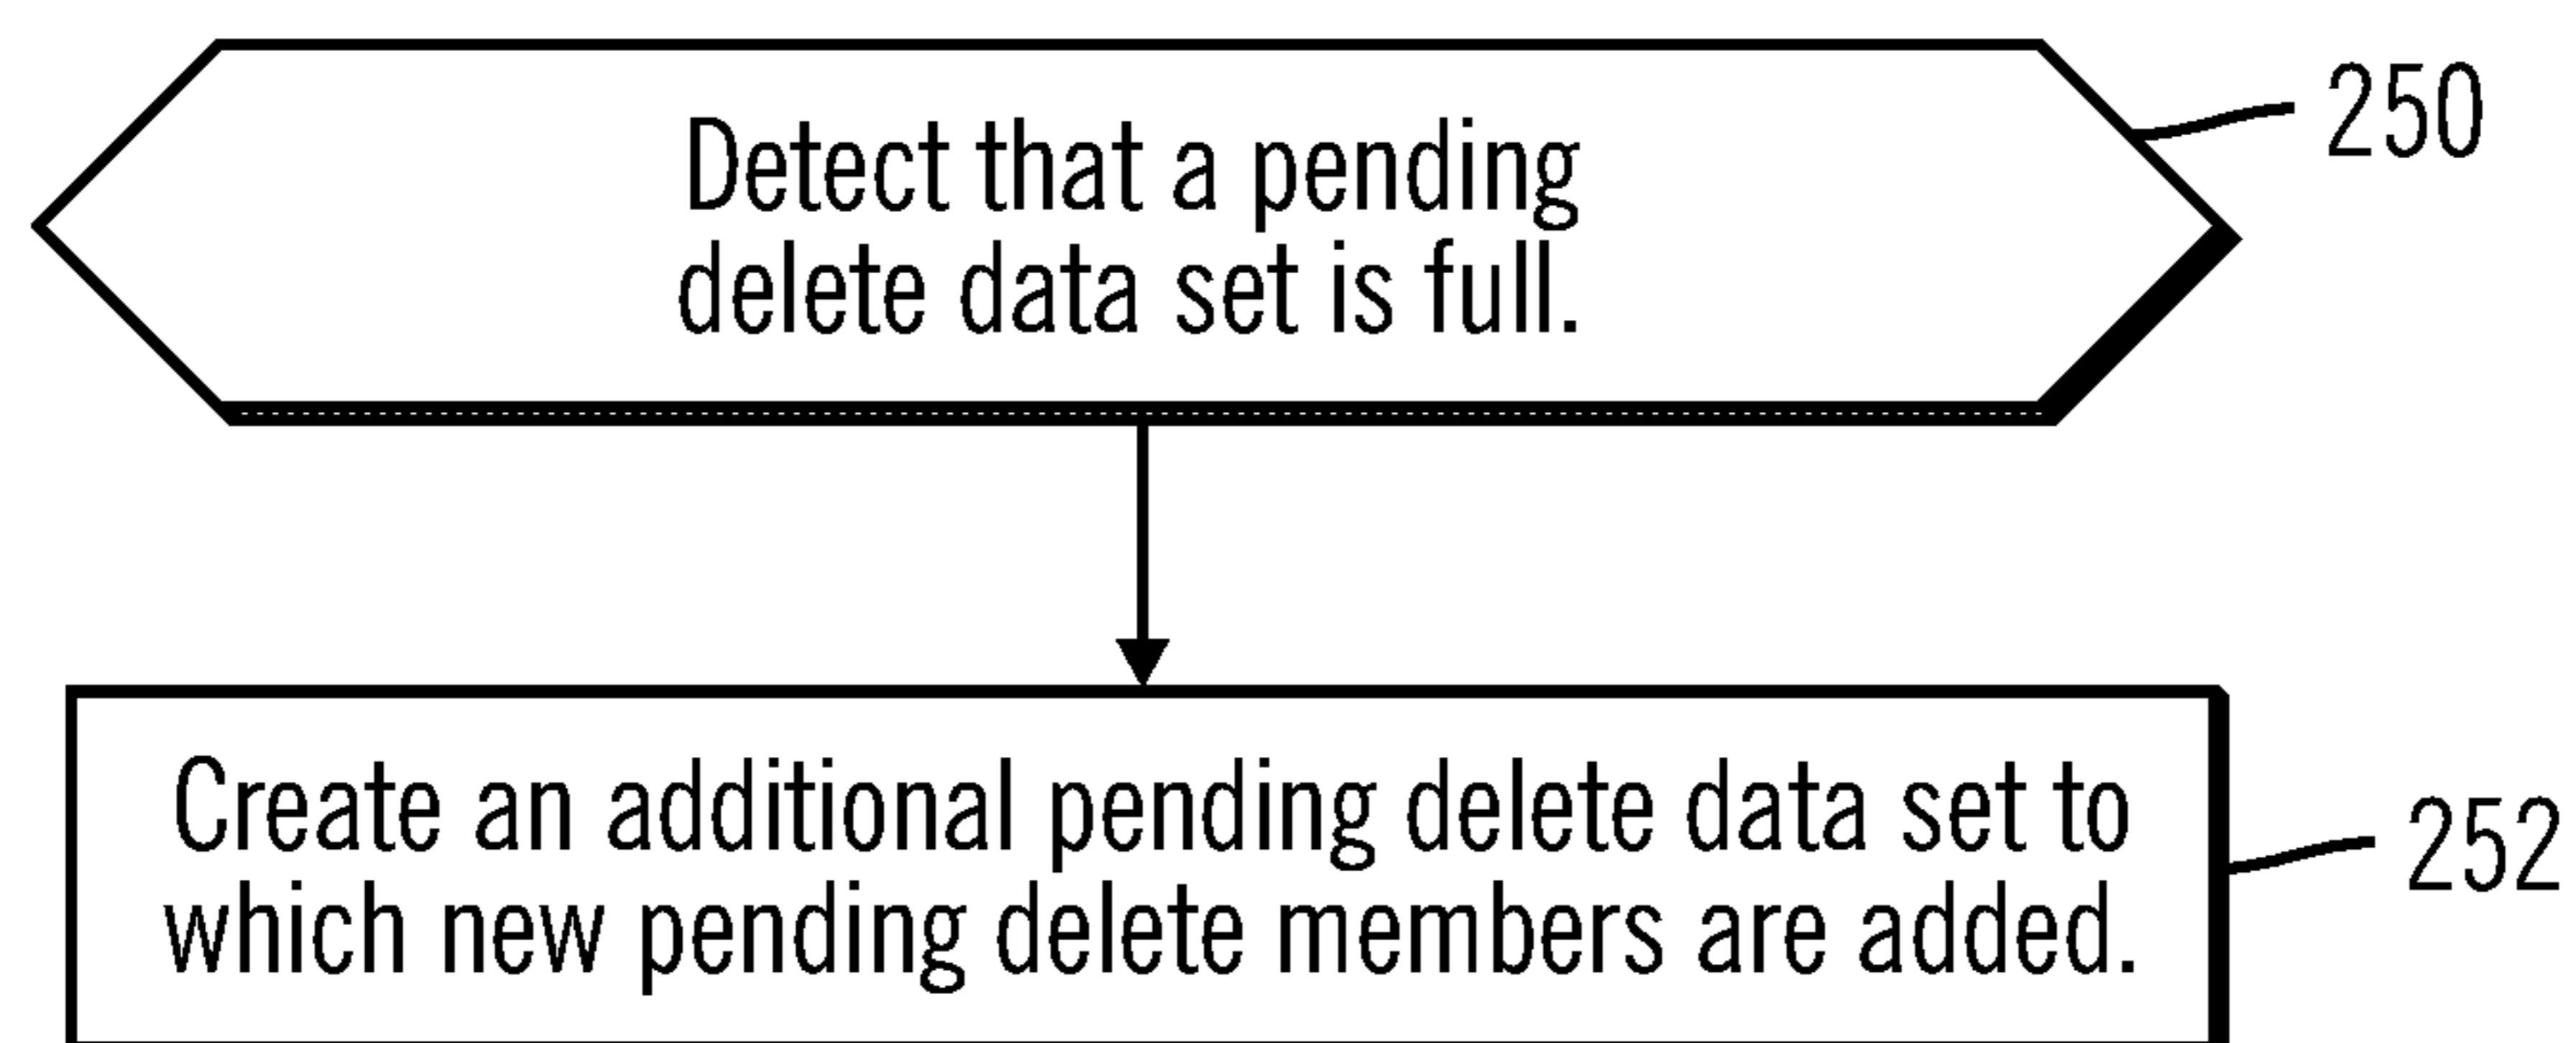 Detect that a pending
delete data set is full.
250
Create an additional pending delete data set to
which new pending delete members are added.
252